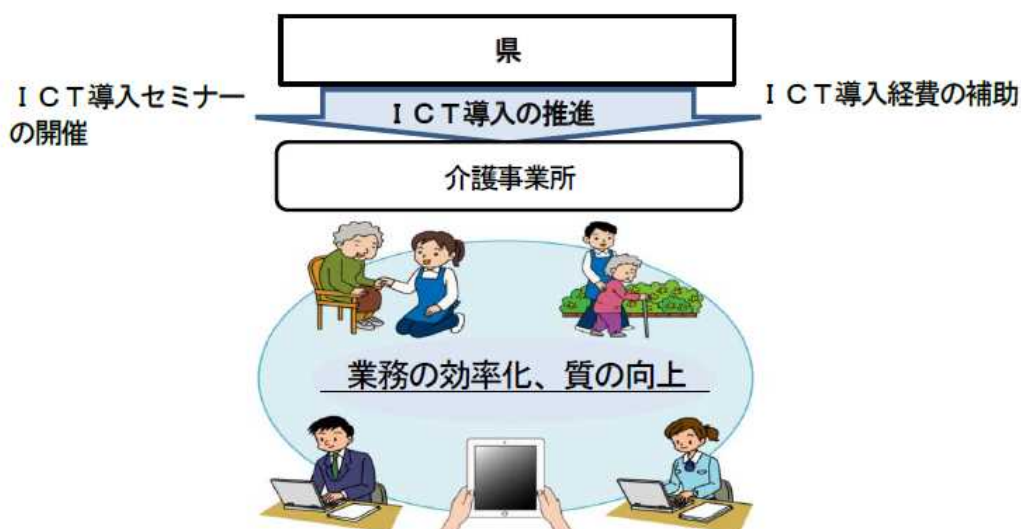 県
ＩＣＴ導入セミナー
の開催
ＩＣＴ導入の推進
ＩＣＴ導入経費の補助
介護事業所
業務の効率化、質の向上